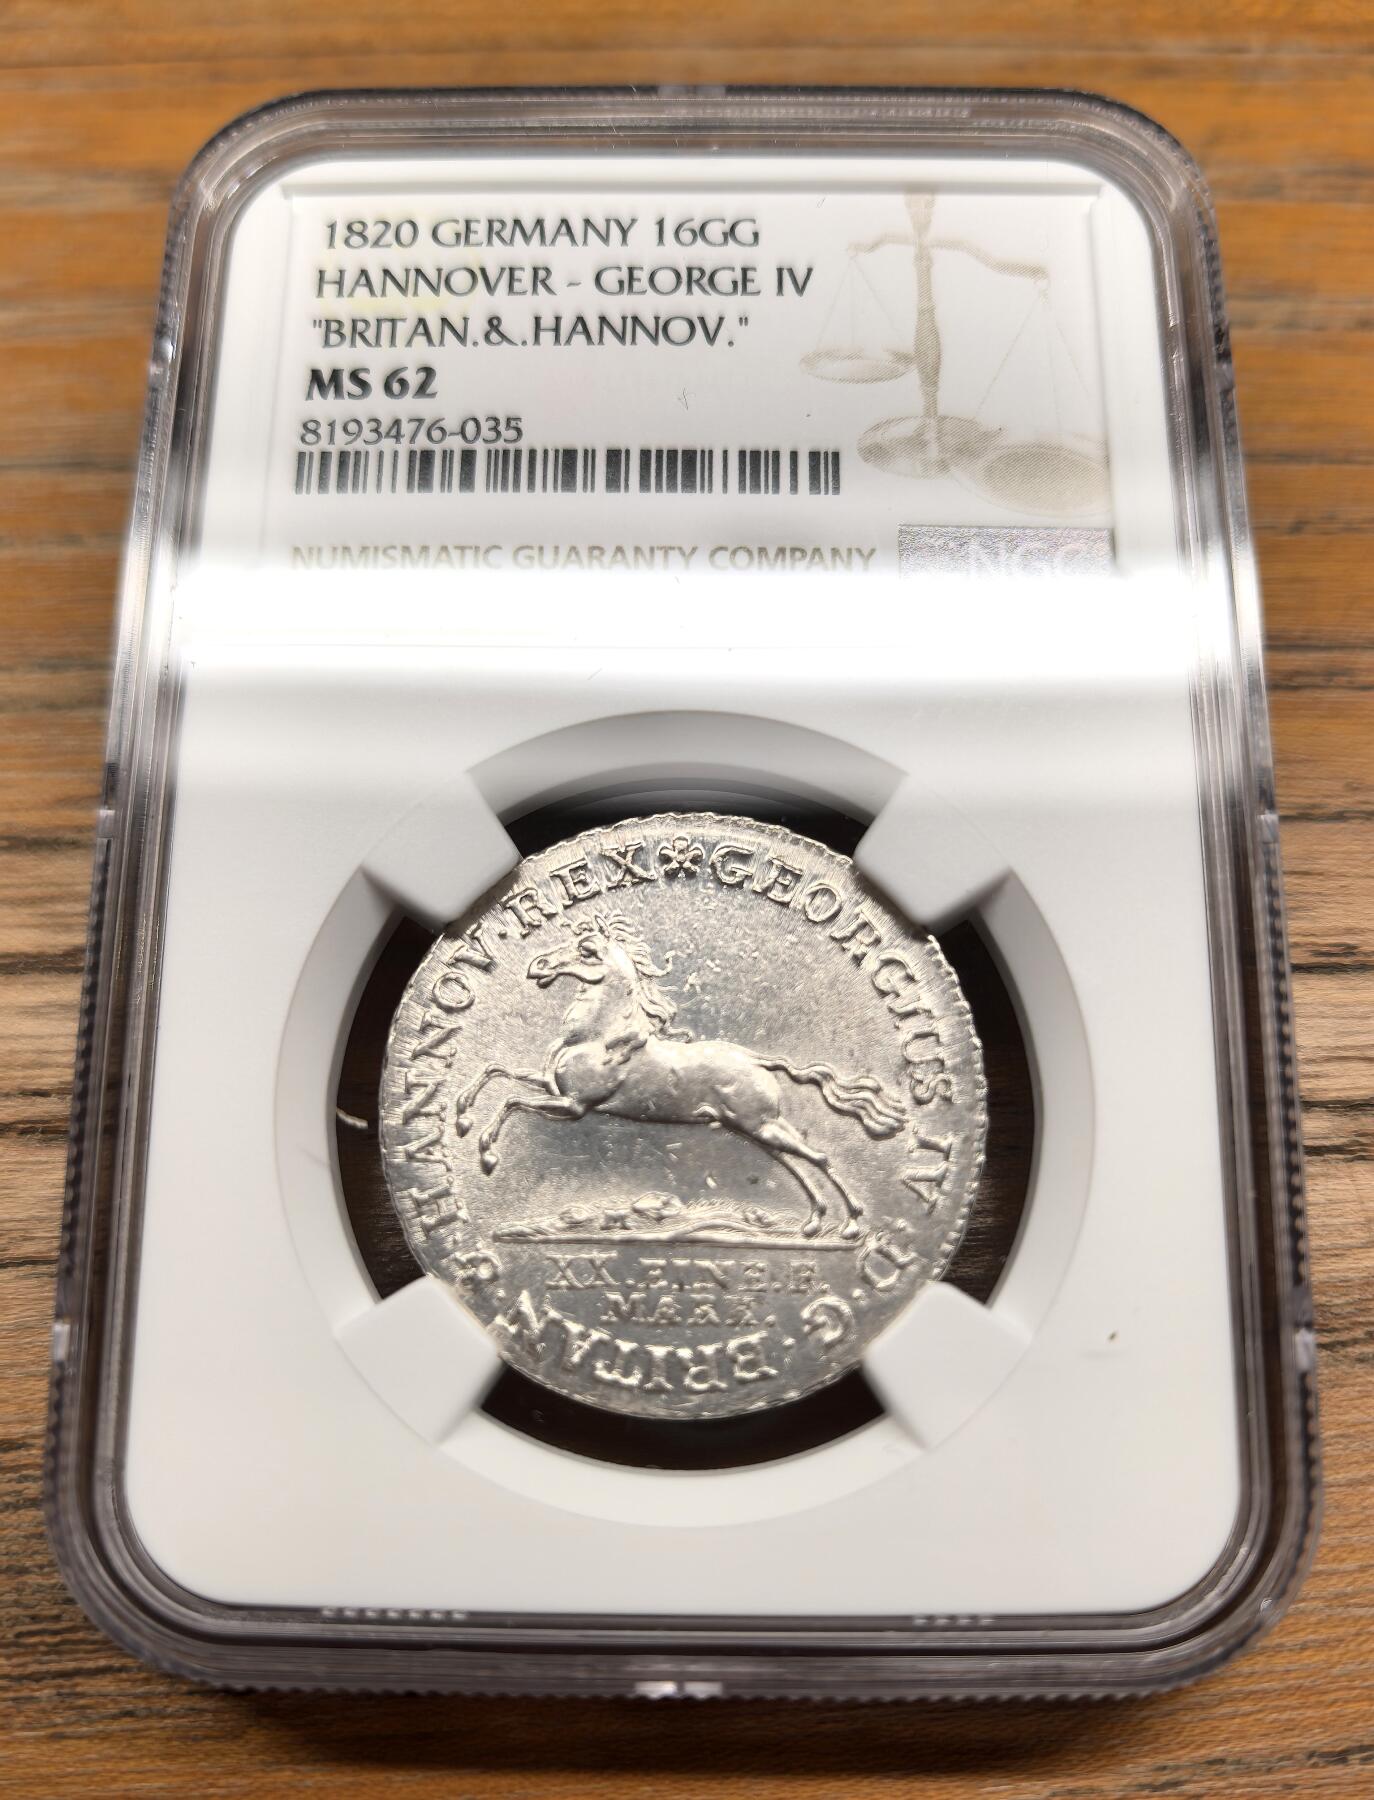 1820 GERMANY 16GG
HANNOVER - GEORGE IV
"BRITAN.&.HANNOV."
MS 62
8193476-035
NUMISMATIC GUARANTY COMPANY
NGC
GEORGIUS IV. D. G. BRITAN. & HANNOV. REX
XX.EINE.F.
MARK.